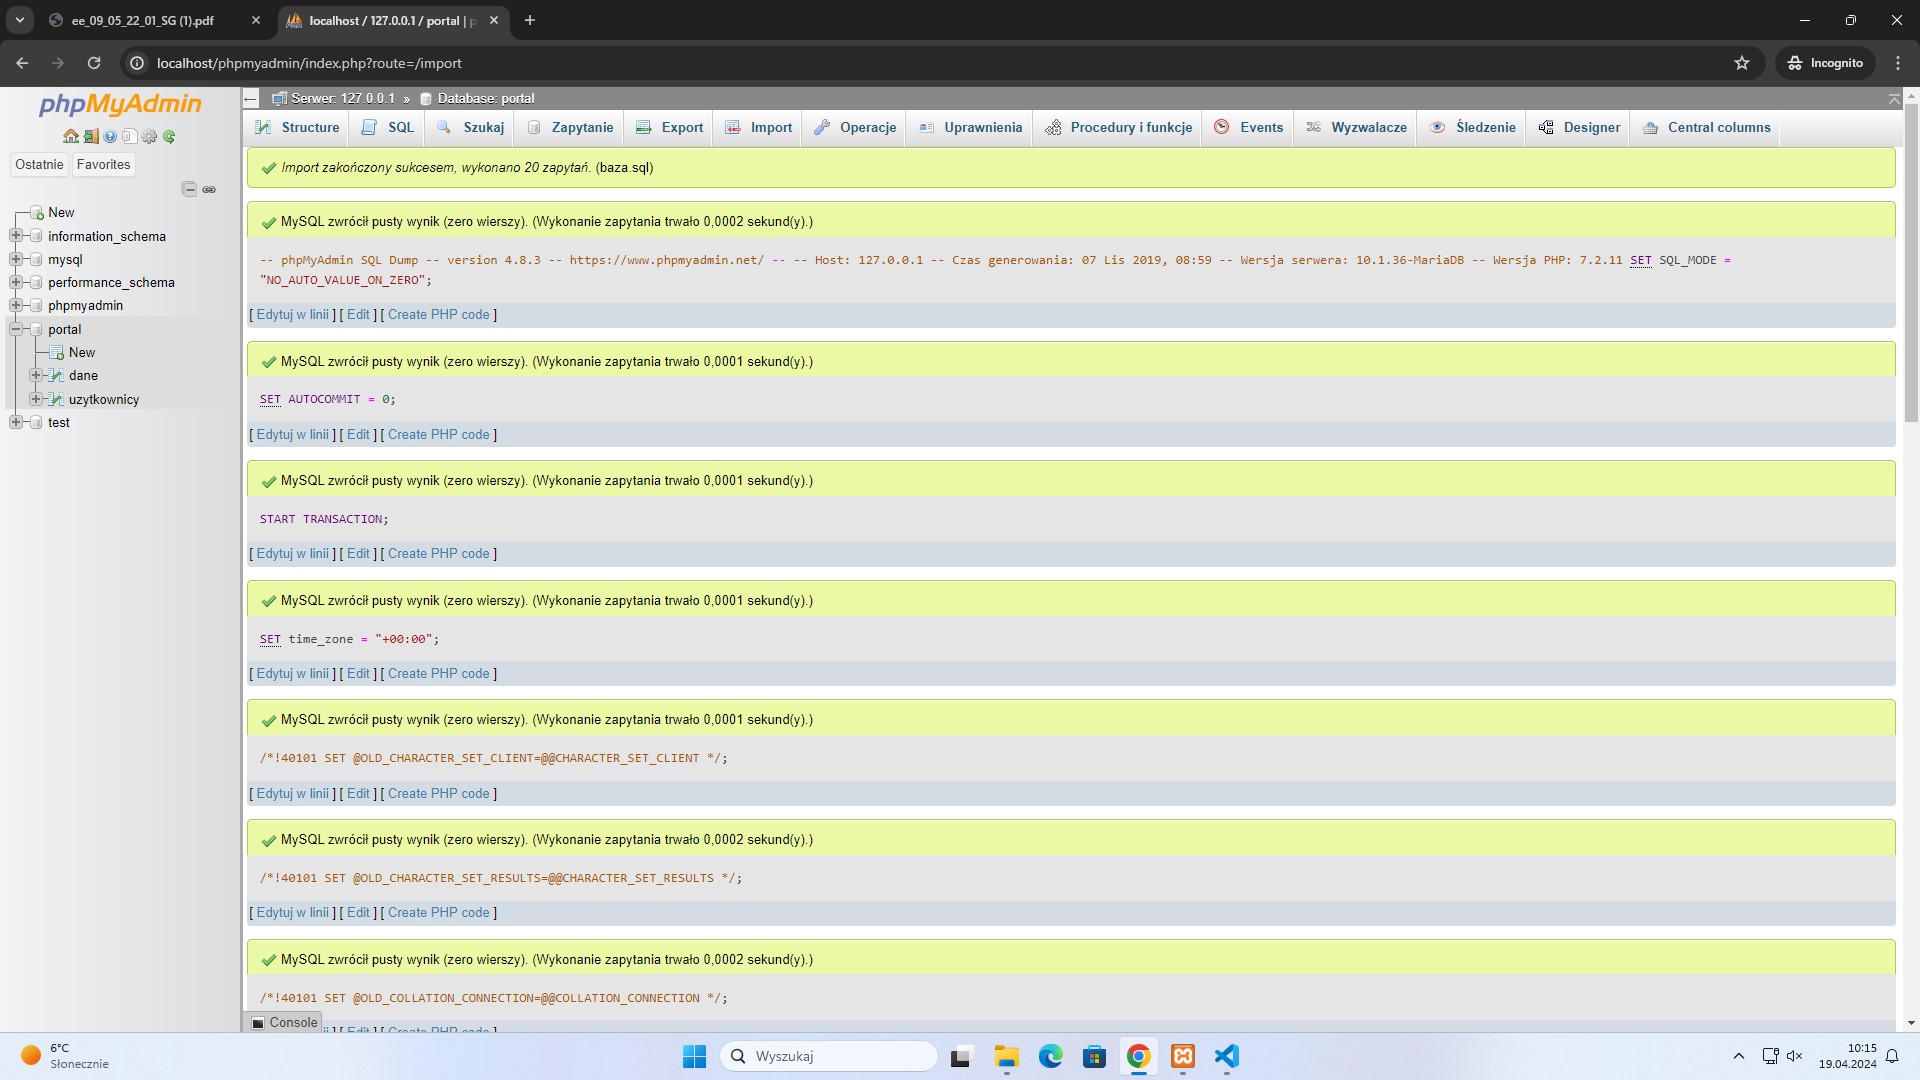 ee_09_05_22_01_SG (1).pdf
localhost / 127.0.0.1 / portal | p
localhost/phpmyadmin/index.php?route=/import
Incognito
phpMyAdmin
Ostatnie Favorites
New
information_schema
mysql
performance_schema
phpmyadmin
portal
New
dane
uzytkownicy
test
Serwer: 127.0.0.1 » Database: portal
Structure SQL Szukaj Zapytanie Export Import Operacje Uprawnienia Procedury i funkcje Events Wyzwalacze Śledzenie Designer Central columns
Import zakończony sukcesem, wykonano 20 zapytań. (baza.sql)
MySQL zwrócił pusty wynik (zero wierszy). (Wykonanie zapytania trwało 0,0002 sekund(y).)
-- phpMyAdmin SQL Dump -- version 4.8.3 -- https://www.phpmyadmin.net/ -- -- Host: 127.0.0.1 -- Czas generowania: 07 Lis 2019, 08:59 -- Wersja serwera: 10.1.36-MariaDB -- Wersja PHP: 7.2.11 SET SQL_MODE =
"NO_AUTO_VALUE_ON_ZERO";
[ Edytuj w linii ] [ Edit ] [ Create PHP code ]
MySQL zwrócił pusty wynik (zero wierszy). (Wykonanie zapytania trwało 0,0001 sekund(y).)
SET AUTOCOMMIT = 0;
[ Edytuj w linii ] [ Edit ] [ Create PHP code ]
MySQL zwrócił pusty wynik (zero wierszy). (Wykonanie zapytania trwało 0,0001 sekund(y).)
START TRANSACTION;
[ Edytuj w linii ] [ Edit ] [ Create PHP code ]
MySQL zwrócił pusty wynik (zero wierszy). (Wykonanie zapytania trwało 0,0001 sekund(y).)
SET time_zone = "+00:00";
[ Edytuj w linii ] [ Edit ] [ Create PHP code ]
MySQL zwrócił pusty wynik (zero wierszy). (Wykonanie zapytania trwało 0,0001 sekund(y).)
/*!40101 SET @OLD_CHARACTER_SET_CLIENT=@@CHARACTER_SET_CLIENT */;
[ Edytuj w linii ] [ Edit ] [ Create PHP code ]
MySQL zwrócił pusty wynik (zero wierszy). (Wykonanie zapytania trwało 0,0002 sekund(y).)
/*!40101 SET @OLD_CHARACTER_SET_RESULTS=@@CHARACTER_SET_RESULTS */;
[ Edytuj w linii ] [ Edit ] [ Create PHP code ]
MySQL zwrócił pusty wynik (zero wierszy). (Wykonanie zapytania trwało 0,0002 sekund(y).)
/*!40101 SET @OLD_COLLATION_CONNECTION=@@COLLATION_CONNECTION */;
Console ii ] [ Edit ] [ Create PHP code ]
6°C
Słonecznie
Wyszukaj
10:15
19.04.2024